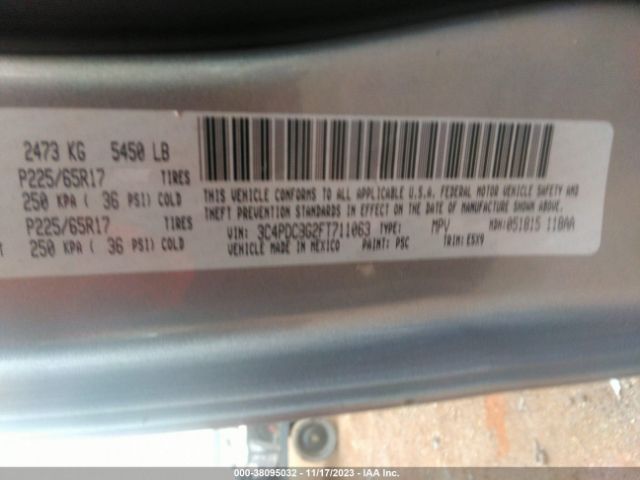 2473 KG 5450 LB
P225/65R17 TIRES
250 KPA ( 36 PSI) COLD
P225/65R17 TIRES
250 KPA ( 36 PSI) COLD
THIS VEHICLE CONFORMS TO ALL APPLICABLE U.S.A. FEDERAL MOTOR VEHICLE SAFETY AND
THEFT PREVENTION STANDARDS IN EFFECT ON THE DATE OF MANUFACTURE SHOWN ABOVE.
VIN: 3C4PDC3G2FT711063 TYPE: MPV MDH:051815 118AA
VEHICLE MADE IN MEXICO PAINT: PSC TRIM: E5X9
000-38095032 - 11/17/2023 - IAA Inc.